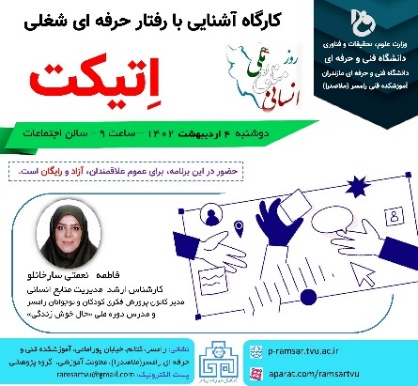 کارگاه آشنایی با رفتار حرفه ای شغلی
وزارت علوم، تحقیقات و فناوری
دانشگاه فنی و حرفه ای
دانشگاه فنی و حرفه ای مازندران
آموزشکده فنی رامسر (ملاصدرا)
روز
ملی
منابع
انسانی
اِتیکت
دوشنبه ۴ اردیبهشت ۱۴۰۲ - ساعت ۹ - سالن اجتماعات
حضور در این برنامه، برای عموم علاقمندان، آزاد و رایگان است.
فاطمه نعمتی سارخانلو
کارشناس ارشد مدیریت منابع انسانی
مدیر کانون پرورش فکری کودکان و نوجوانان رامسر
و مدرس دوره ملی «حال خوش زندگی»
نشانی: رامسر، کتالم، خیابان پورامانی، آموزشکده فنی و
حرفه ای رامسر(ملاصدرا)، معاونت آموزشی، گروه پژوهشی
پست الکترونیک: ramsartvu@gmail.com
p-ramsar.tvu.ac.ir
aparat.com/ramsartvu